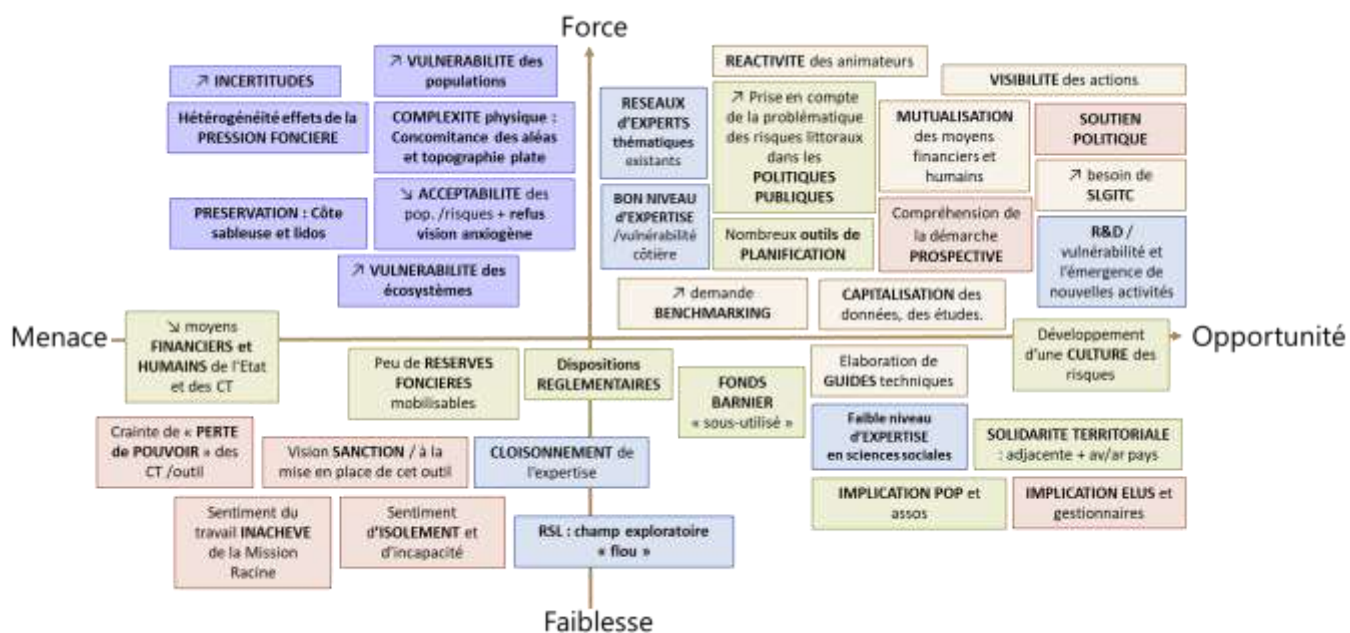 Force
↗ INCERTITUDES
↗ VULNERABILITE des
populations
Hétérogénéité effets de la
PRESSION FONCIERE
COMPLEXITE physique :
Concomitance des aléas
et topographie plate
PRESERVATION : Côte
sableuse et lidos
↘ ACCEPTABILITE des
pop. /risques + refus
vision anxiogène
↗ VULNERABILITE des
écosystèmes
REACTIVITE des animateurs
VISIBILITE des actions
RESEAUX
d'EXPERTS
thématiques
existants
↗ Prise en compte
de la problématique
des risques littoraux
dans les
POLITIQUES
PUBLIQUES
MUTUALISATION
des moyens
financiers et
humains
SOUTIEN
POLITIQUE
↗ besoin de
SLGITC
BON NIVEAU
d'EXPERTISE
/vulnérabilité
côtière
Nombreux outils de
PLANIFICATION
Compréhension de
la démarche
PROSPECTIVE
R&D /
vulnérabilité et
l'émergence de
nouvelles activités
↗ demande
BENCHMARKING
CAPITALISATION des
données, des études.
Menace
↘ moyens
FINANCIERS et
HUMAINS de l'Etat
et des CT
Développement
d'une CULTURE des
risques
Opportunité
Peu de RESERVES
FONCIERES
mobilisables
Dispositions
REGLEMENTAIRES
FONDS
BARNIER
« sous-utilisé »
Elaboration de
GUIDES techniques
Crainte de « PERTE
de POUVOIR » des
CT /outil
Vision SANCTION / à la
mise en place de cet outil
CLOISONNEMENT de
l'expertise
Faible niveau
d'EXPERTISE
en sciences sociales
SOLIDARITE TERRITORIALE
: adjacente + av/ar pays
Sentiment du
travail INACHEVE
de la Mission
Racine
Sentiment
d'ISOLEMENT et
d'incapacité
RSL : champ exploratoire
« flou »
IMPLICATION POP et
assos
IMPLICATION ELUS et
gestionnaires
Faiblesse